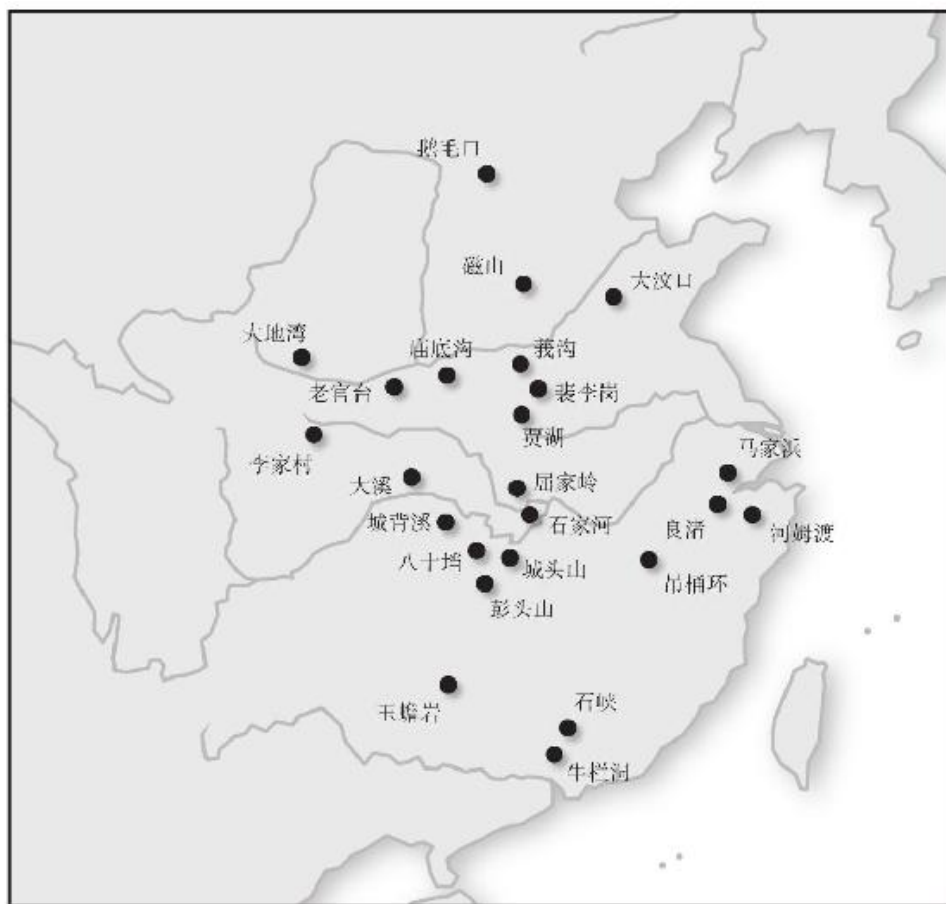 鹅毛口
磁山
大汶口
大地湾
庙底沟
莪沟
老官台
裴李岗
贾湖
李家村
马家浜
大溪
屈家岭
城背溪
石家河
良渚
河姆渡
八十垱
城头山
吊桶环
彭头山
玉蟾岩
石峡
牛栏洞